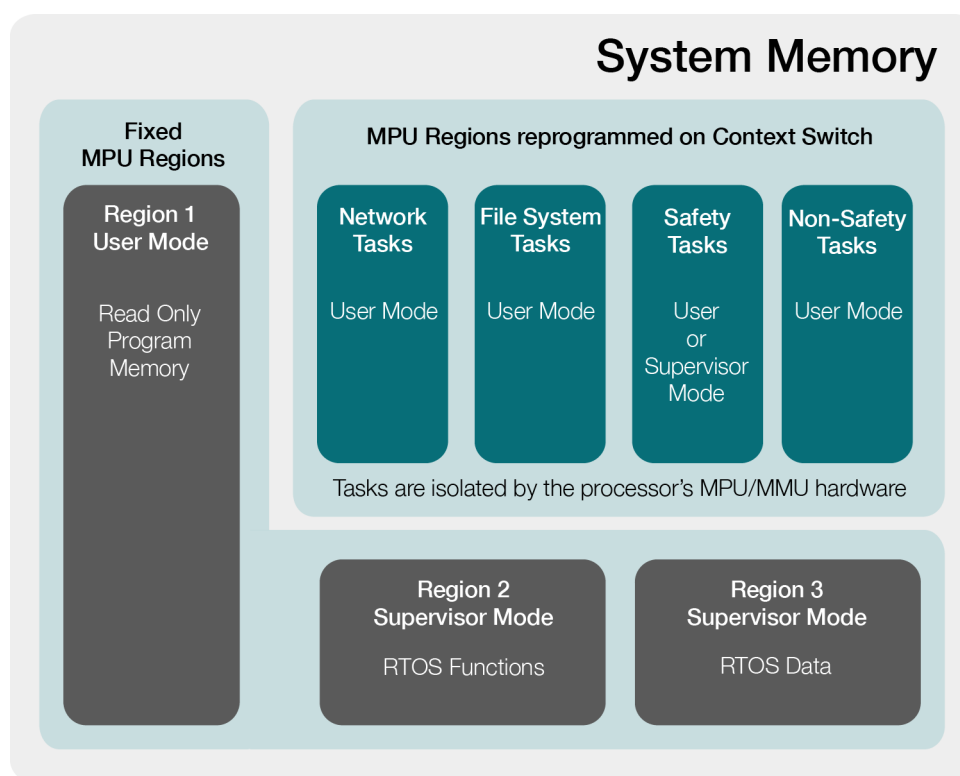 System Memory
Fixed
MPU Regions
Region 1
User Mode
Read Only
Program
Memory
MPU Regions reprogrammed on Context Switch
Network
Tasks
User Mode
File System
Tasks
User Mode
Safety
Tasks
User
or
Supervisor
Mode
Non-Safety
Tasks
User Mode
Tasks are isolated by the processor's MPU/MMU hardware
Region 2
Supervisor Mode
RTOS Functions
Region 3
Supervisor Mode
RTOS Data